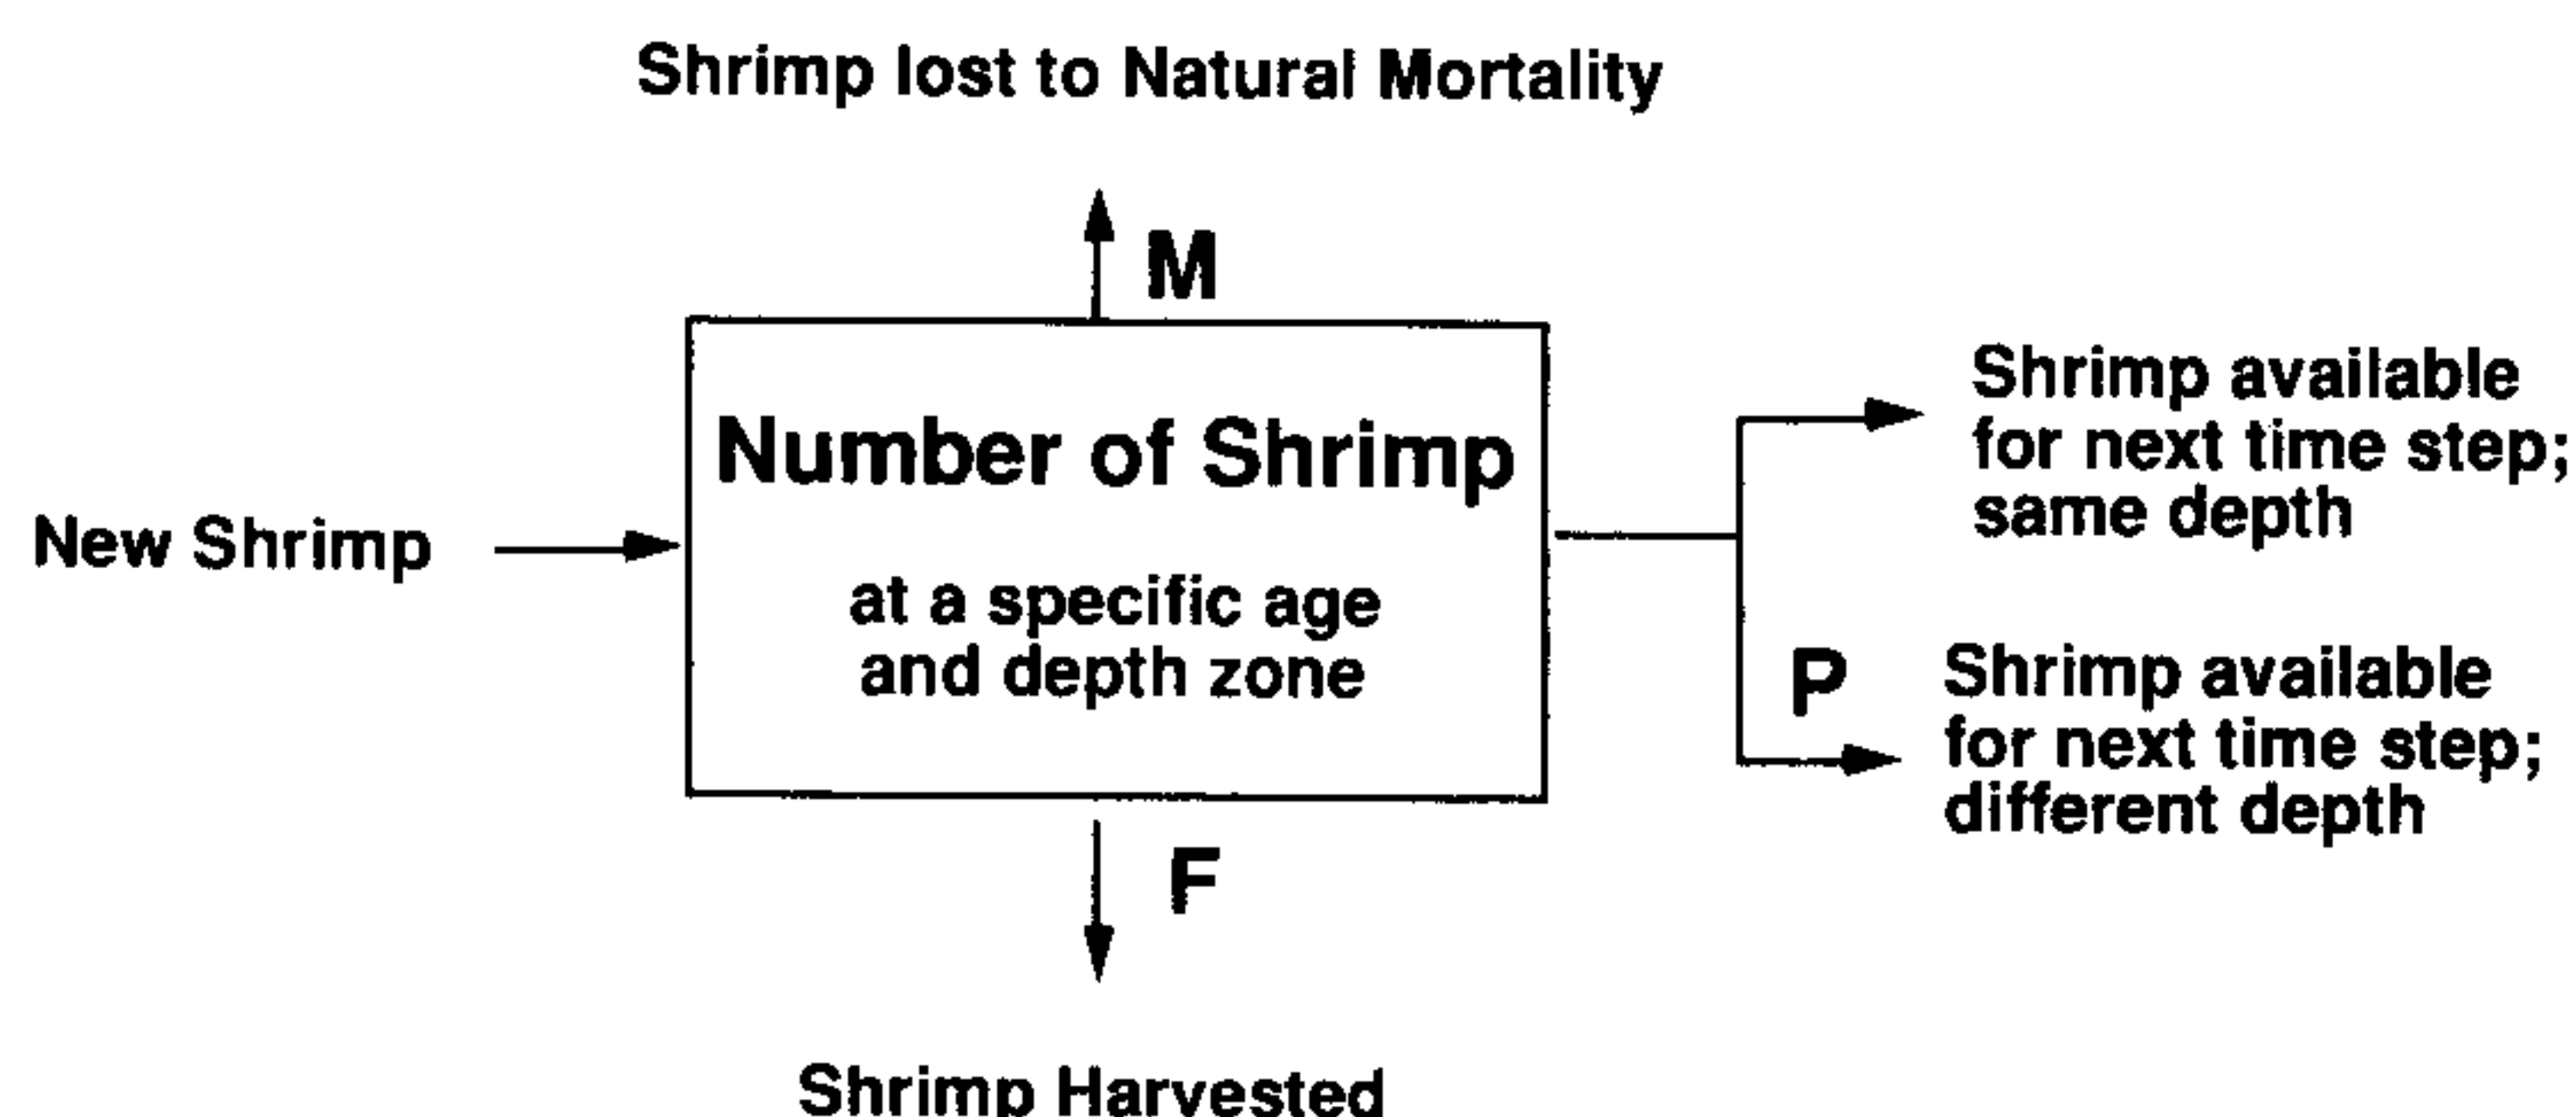 Shrimp lost to Natural Mortality
M
New Shrimp
Number of Shrimp
at a specific age
and depth zone
Shrimp available
for next time step;
same depth
P
Shrimp available
for next time step;
different depth
F
Shrimp Harvested